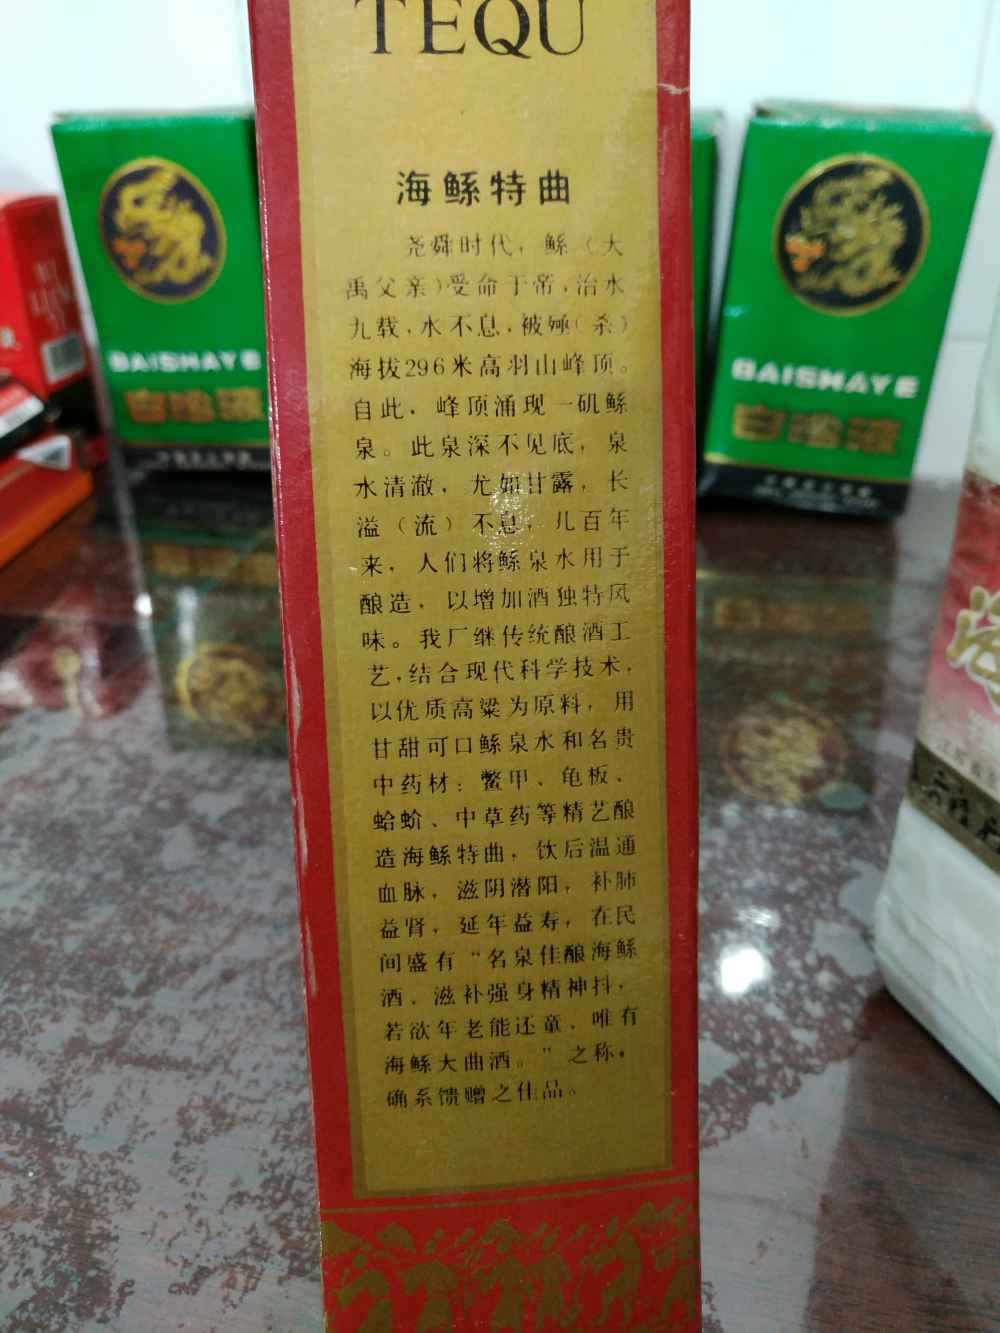 TEQU
海鲧特曲
尧舜时代，鲧（大
禹父亲）受命于帝，治水
九载，水不息，被殛（杀）
海拔296米高羽山峰顶。
自此，峰顶涌现一矶鲧
泉。此泉深不见底，泉
水清澈，尤如甘露，长
溢（流）不息，几百年
来，人们将鲧泉水用于
酿造，以增加酒独特风
味。我厂继传统酿酒工
艺，结合现代科学技术，
以优质高粱为原料，用
甘甜可口鲧泉水和名贵
中药材：鳖甲、龟板、
蛤蚧、中草药等精艺酿
造海鲧特曲，饮后温通
血脉，滋阴潜阳，补肺
益肾，延年益寿，在民
间盛有“名泉佳酿海鲧
酒，滋补强身精神抖，
若欲年老能还童，唯有
海鲧大曲酒。”之称，
确系馈赠之佳品。
BAISHAYE
白沙液
BAISHAYE
白沙液
海